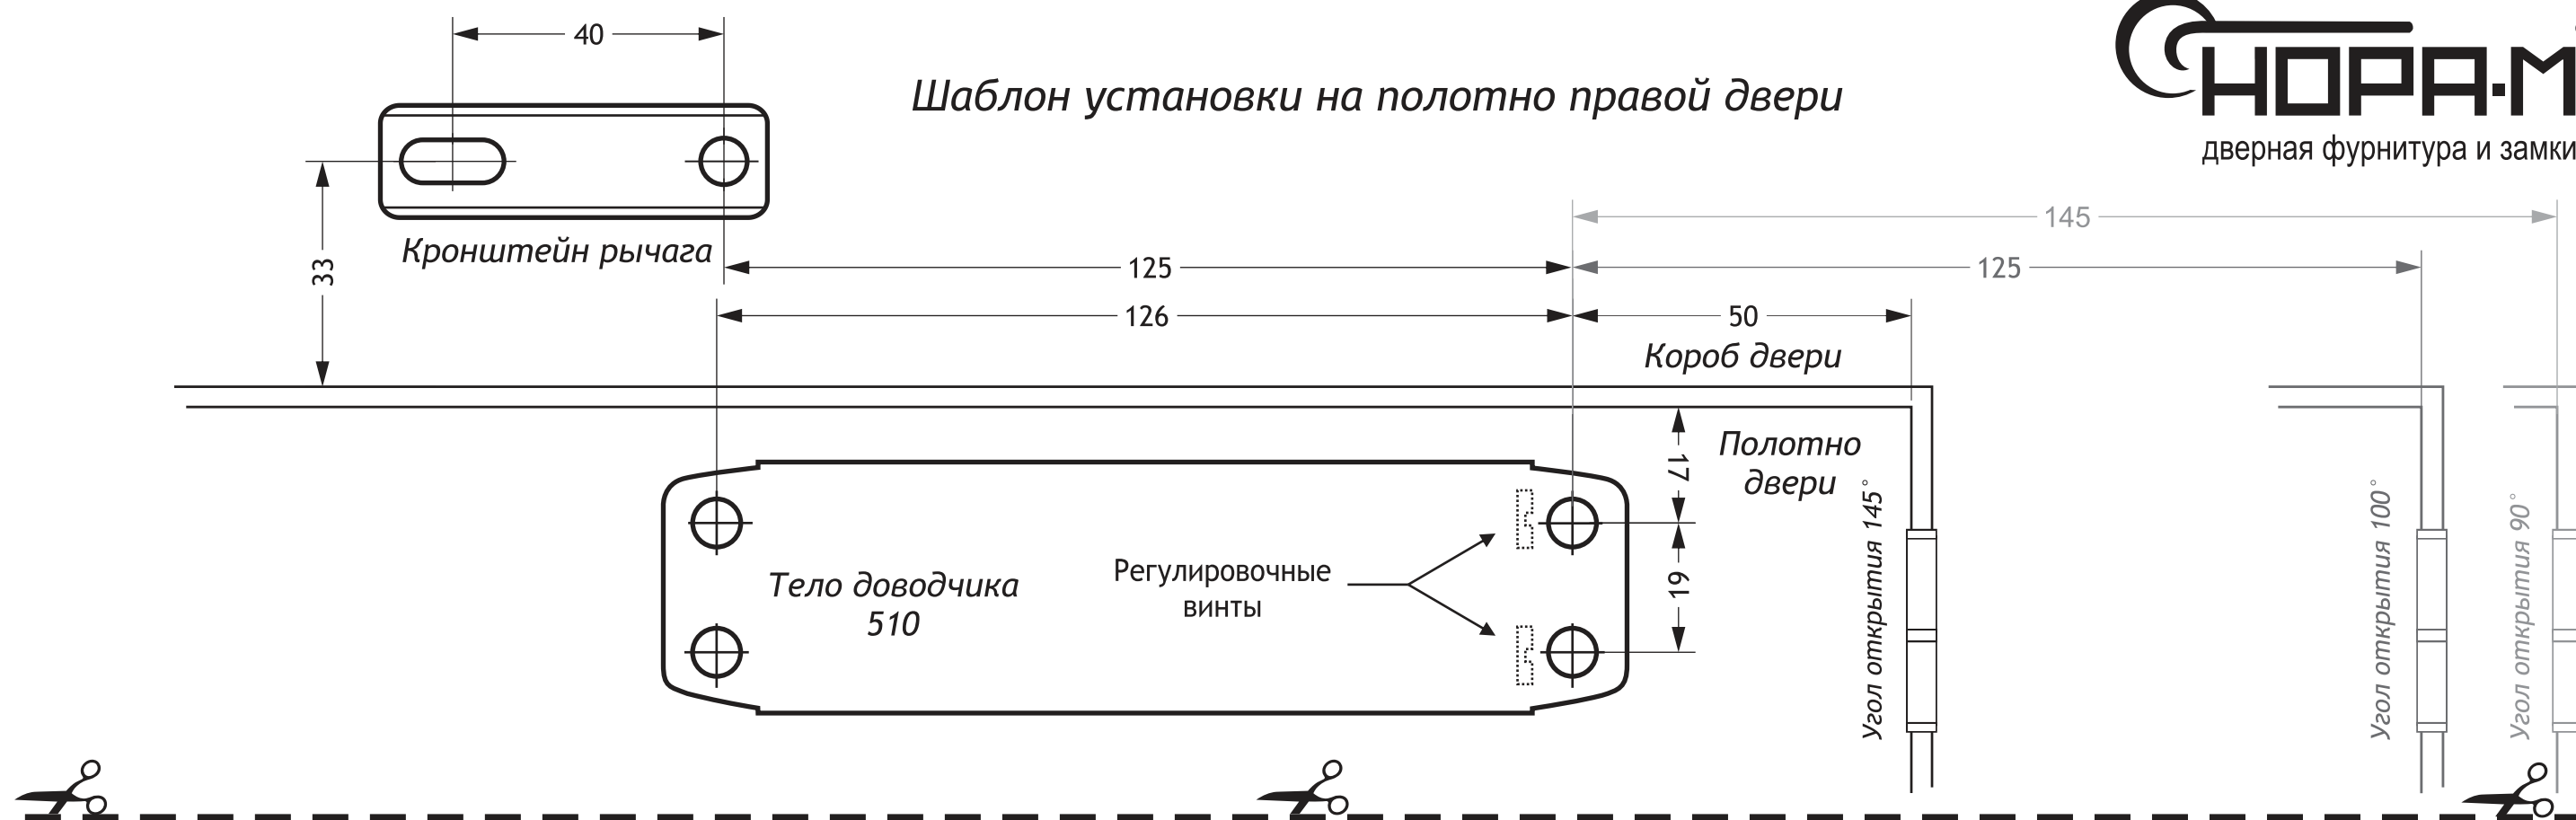 40
Шаблон установки на полотно правой двери
НОРА-М
дверная фурнитура и замки
145
Кронштейн рычага
33
125
125
126
50
Короб двери
17
Полотно
двери
19
Тело доводчика
510
Регулировочные
винты
Угол открытия 145°
Угол открытия 100°
Угол открытия 90°